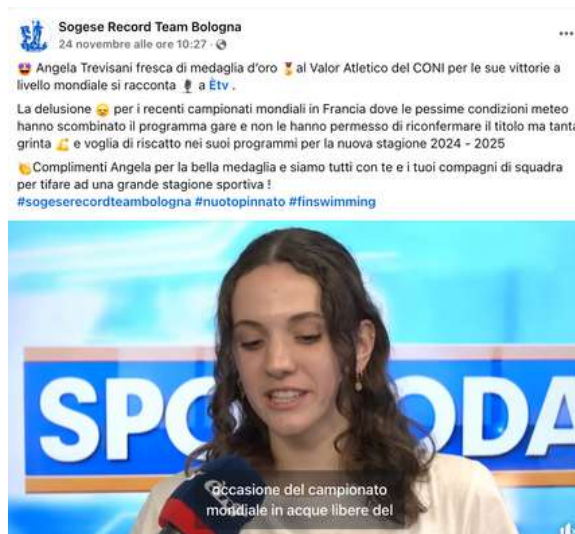 Sogese Record Team Bologna
24 novembre alle ore 10:27 ·
🤩 Angela Trevisani fresca di medaglia d'oro 🏅 al Valor Atletico del CONI per le sue vittorie a
livello mondiale si racconta 🎙 a Ètv .
La delusione 😞 per i recenti campionati mondiali in Francia dove le pessime condizioni meteo
hanno scombinato il programma gare e non le hanno permesso di riconfermare il titolo ma tanta
grinta 💪 e voglia di riscatto nei suoi programmi per la nuova stagione 2024 - 2025
👏Complimenti Angela per la bella medaglia e siamo tutti con te e i tuoi compagni di squadra
per tifare ad una grande stagione sportiva !
#sogeserecordteambologna #nuotopinnato #finswimming
SPO ODA
occasione del campionato
mondiale in acque libere del